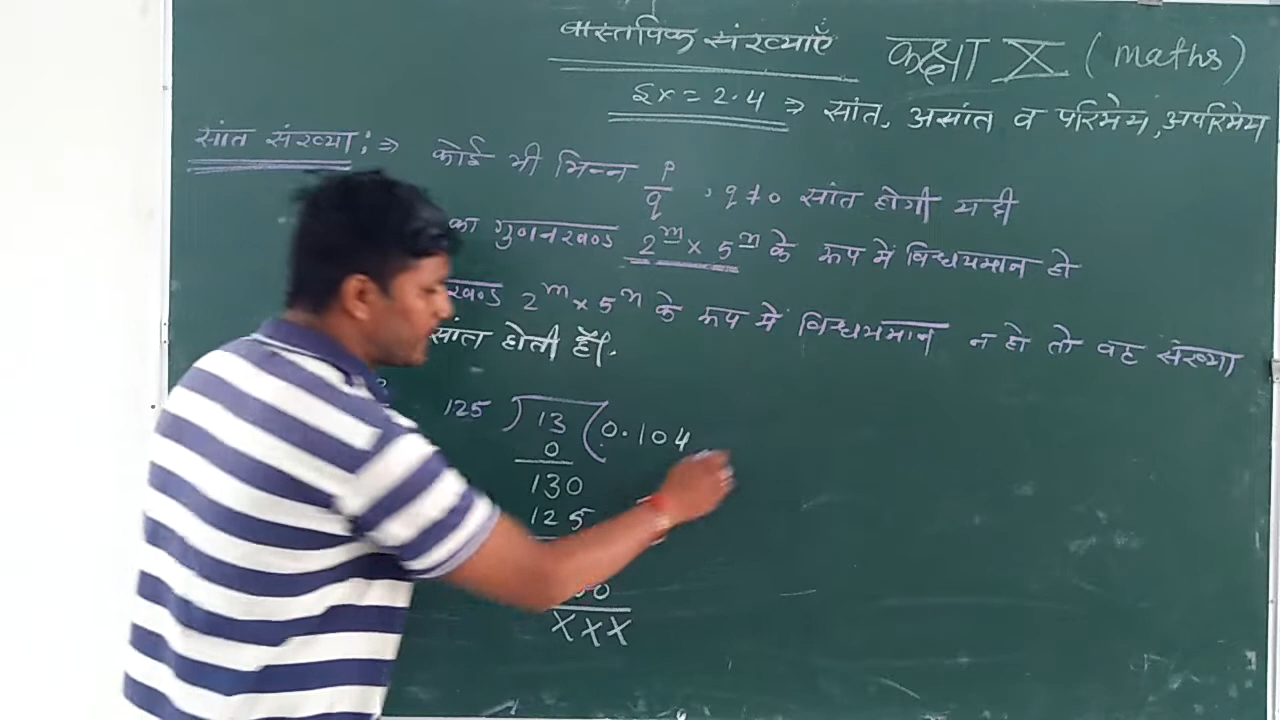 वास्तविक संख्याएँ कक्षा X (maths)
Ex = 2.4 ⇒ सांत, असांत व परिमेय, अपरिमेय
सांत संख्या : ⇒ कोई भी भिन्न p/q , q ≠ 0 सांत होगी यदी
का गुणनखण्ड 2^m × 5^n के रूप में विध्यमान हो
खण्ड 2^m × 5^n के रूप में विध्यमान न हो तो वह संख्या
सांत होती हैं।
125 ) 13 ( 0.104
0
130
125
00
XXX